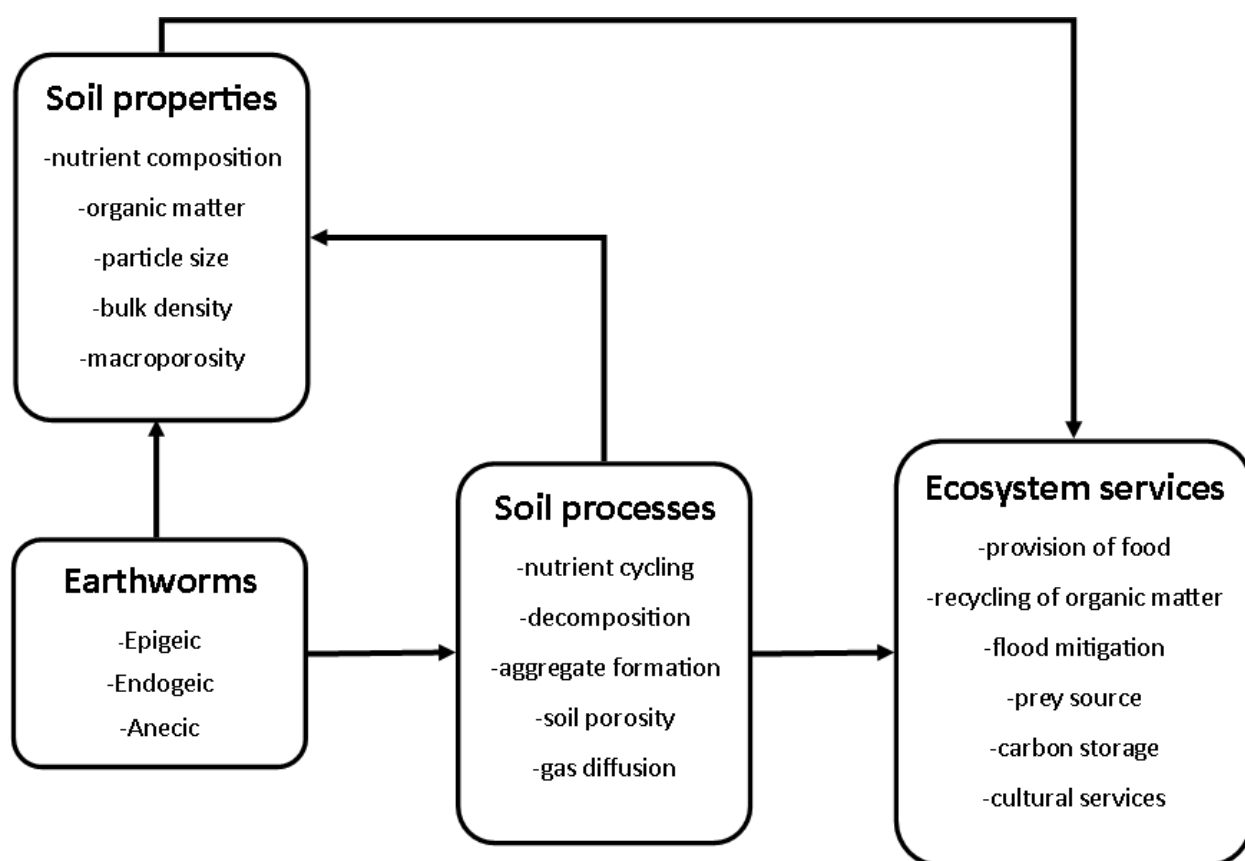 Soil properties
-nutrient composition
-organic matter
-particle size
-bulk density
-macroporosity
Earthworms
-Epigeic
-Endogeic
-Anecic
Soil processes
-nutrient cycling
-decomposition
-aggregate formation
-soil porosity
-gas diffusion
Ecosystem services
-provision of food
-recycling of organic matter
-flood mitigation
-prey source
-carbon storage
-cultural services